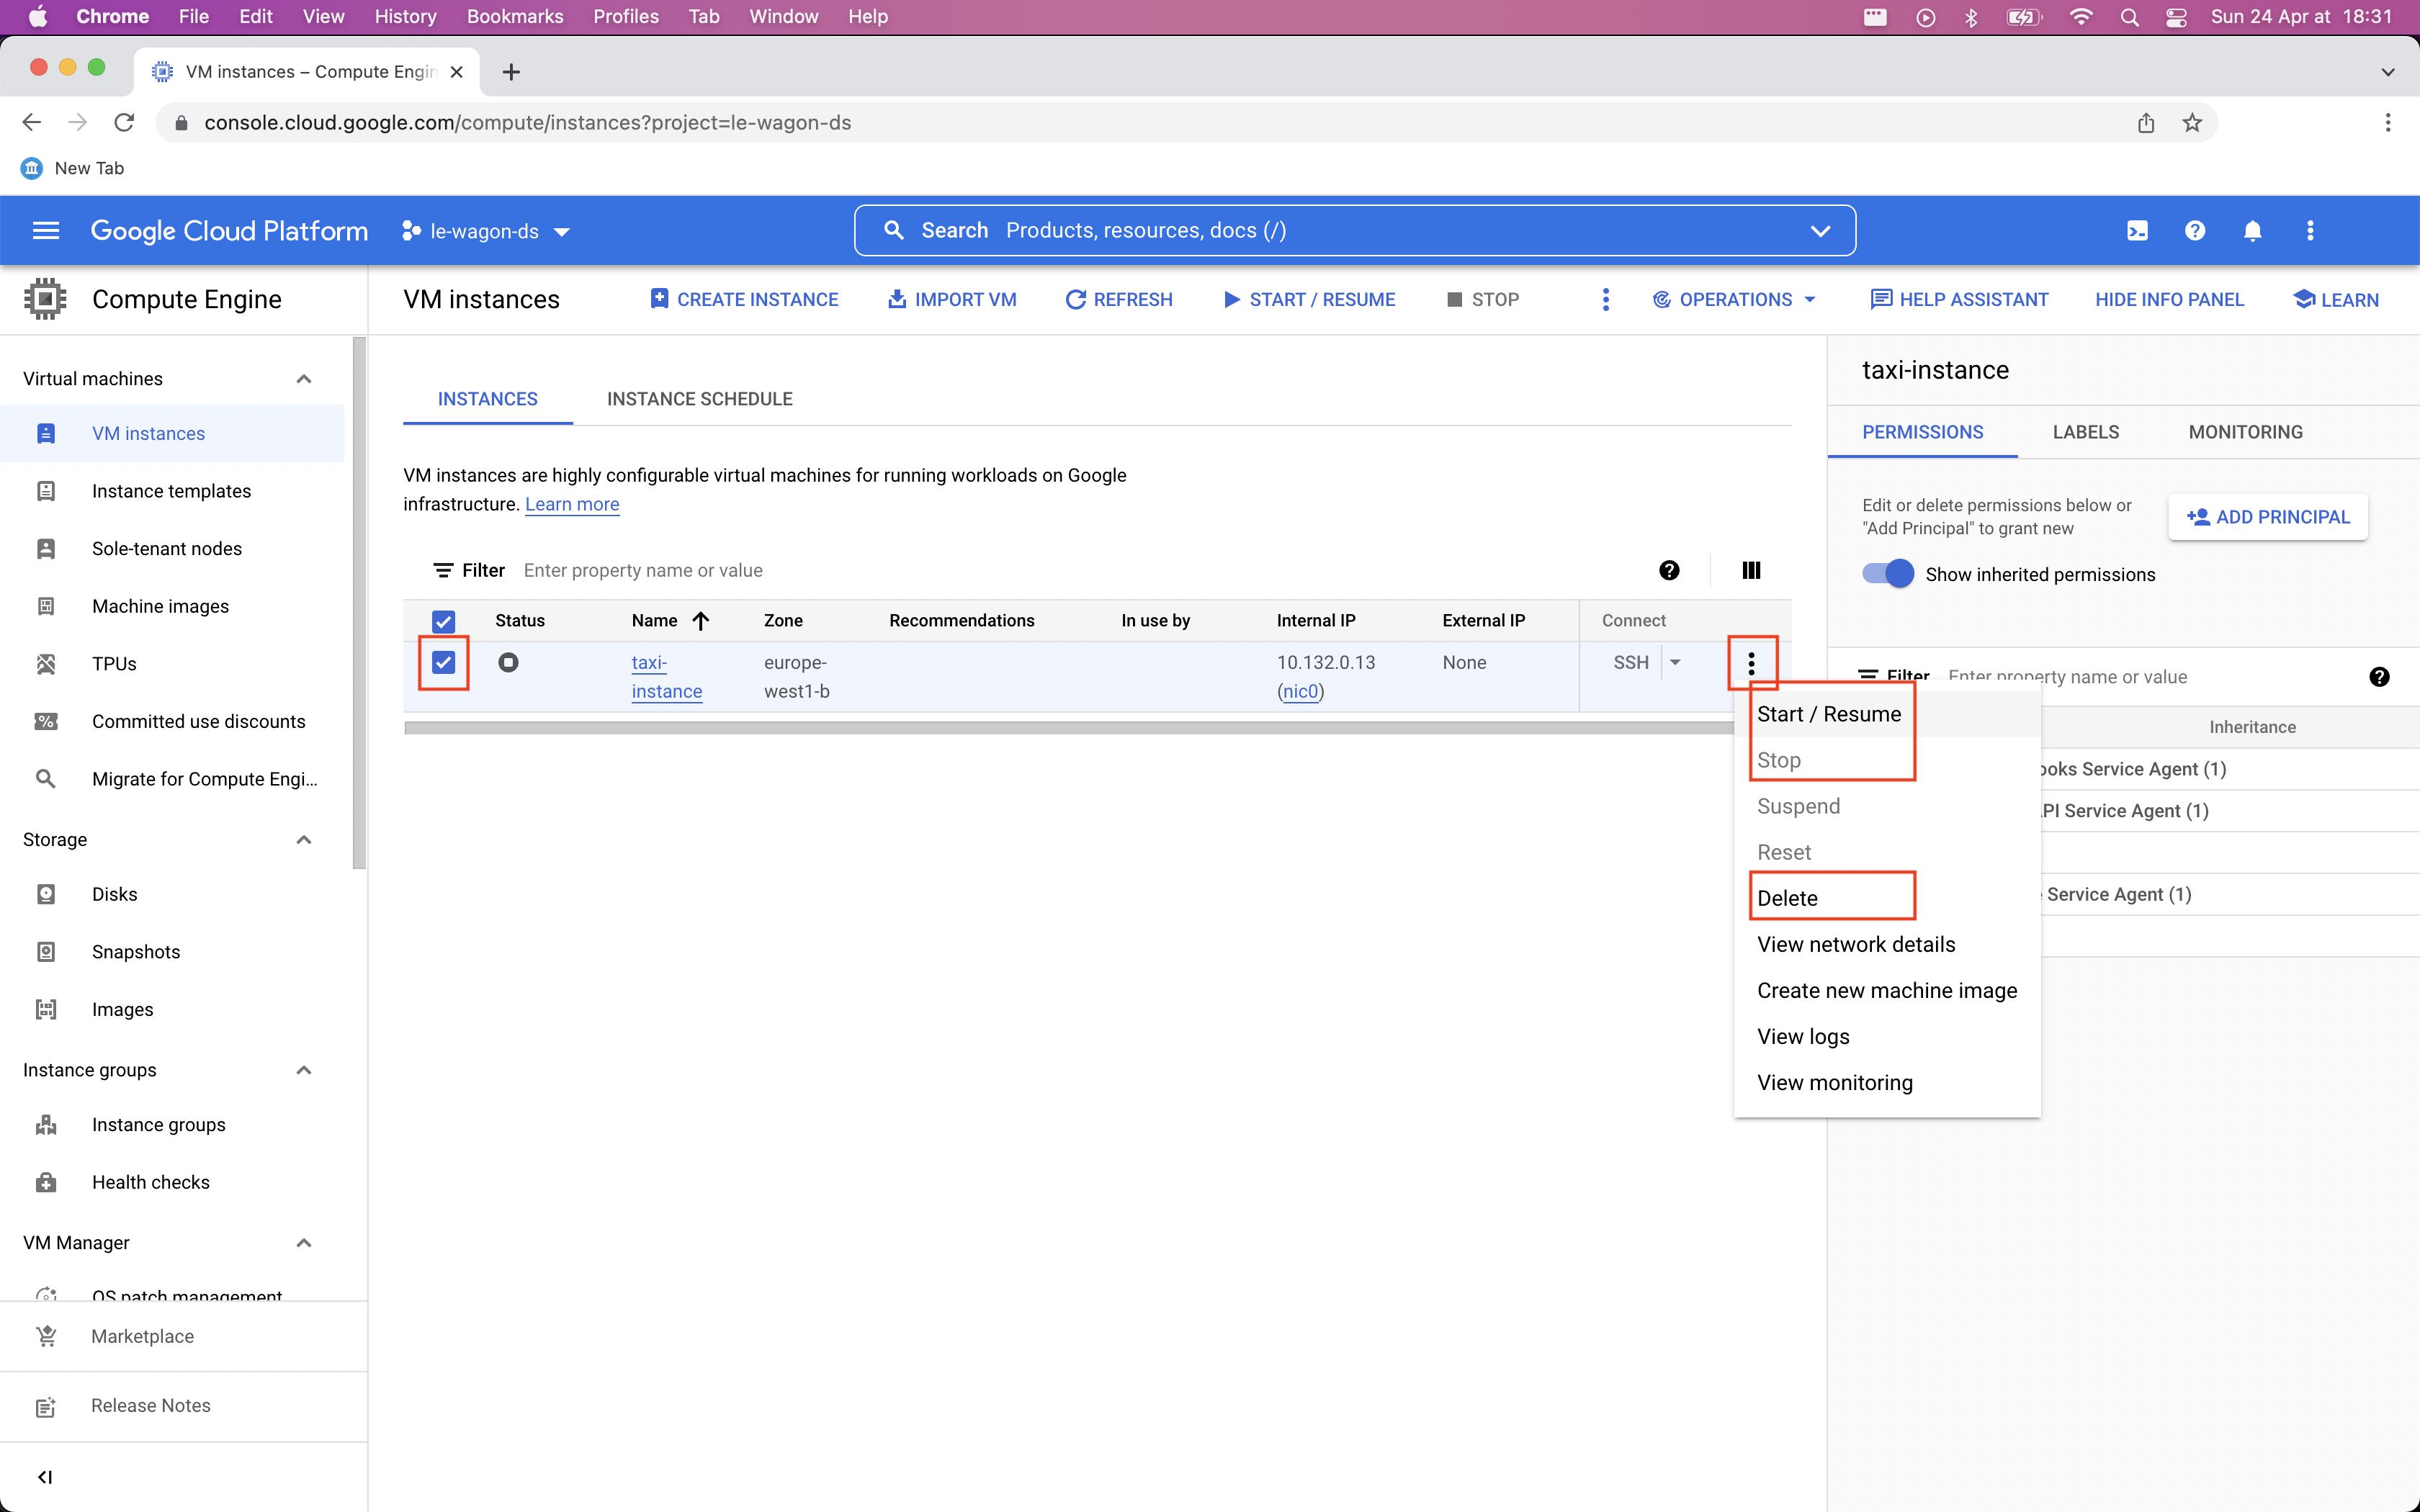 Chrome File Edit View History Bookmarks Profiles Tab Window Help Sun 24 Apr at 18:31
VM instances – Compute Engin
console.cloud.google.com/compute/instances?project=le-wagon-ds
New Tab
Google Cloud Platform le-wagon-ds Search Products, resources, docs (/)
Compute Engine
VM instances CREATE INSTANCE IMPORT VM REFRESH START / RESUME STOP OPERATIONS HELP ASSISTANT HIDE INFO PANEL LEARN
Virtual machines
VM instances
Instance templates
Sole-tenant nodes
Machine images
TPUs
Committed use discounts
Migrate for Compute Engi...
Storage
Disks
Snapshots
Images
Instance groups
Instance groups
Health checks
VM Manager
OS patch management
Marketplace
Release Notes
INSTANCES INSTANCE SCHEDULE
VM instances are highly configurable virtual machines for running workloads on Google
infrastructure. Learn more
Filter Enter property name or value
Status Name Zone Recommendations In use by Internal IP External IP Connect
taxi- europe- 10.132.0.13 None SSH
instance west1-b (nic0)
Start / Resume
Stop
Suspend
Reset
Delete
View network details
Create new machine image
View logs
View monitoring
taxi-instance
PERMISSIONS LABELS MONITORING
Edit or delete permissions below or
"Add Principal" to grant new
ADD PRINCIPAL
Show inherited permissions
Filter Enter property name or value
Inheritance
ooks Service Agent (1)
PI Service Agent (1)
Service Agent (1)